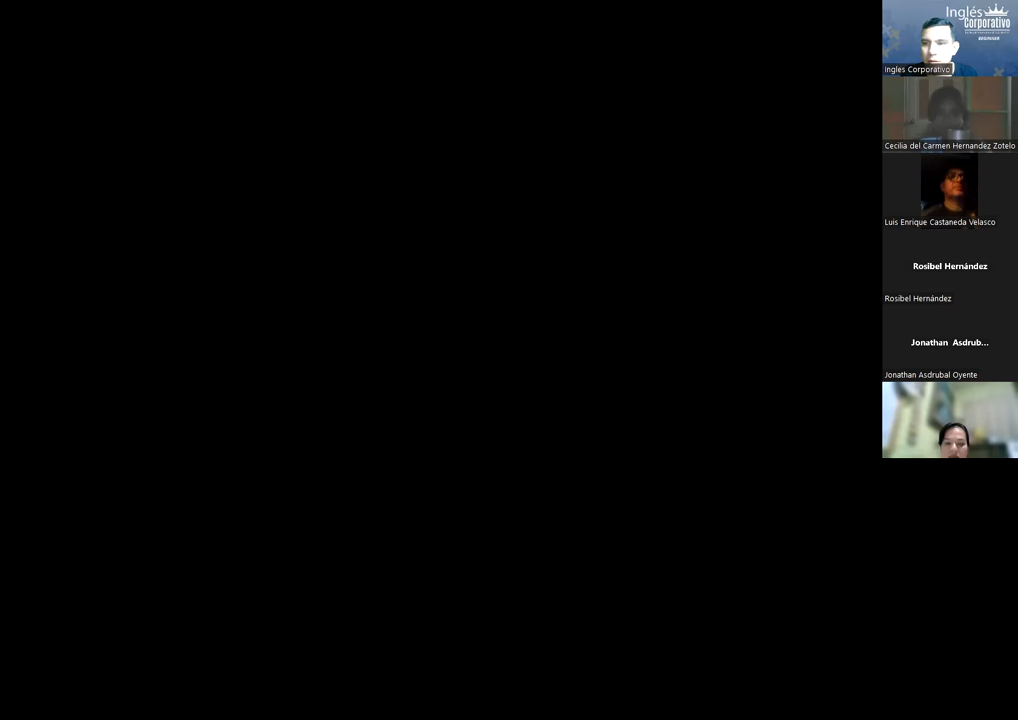 Inglés
Corporativo
BEGINNER
Ingles Corporativo
Cecilia del Carmen Hernandez Zotelo
Luis Enrique Castaneda Velasco
Rosibel Hernández
Rosibel Hernández
Jonathan Asdrub...
Jonathan Asdrubal Oyente